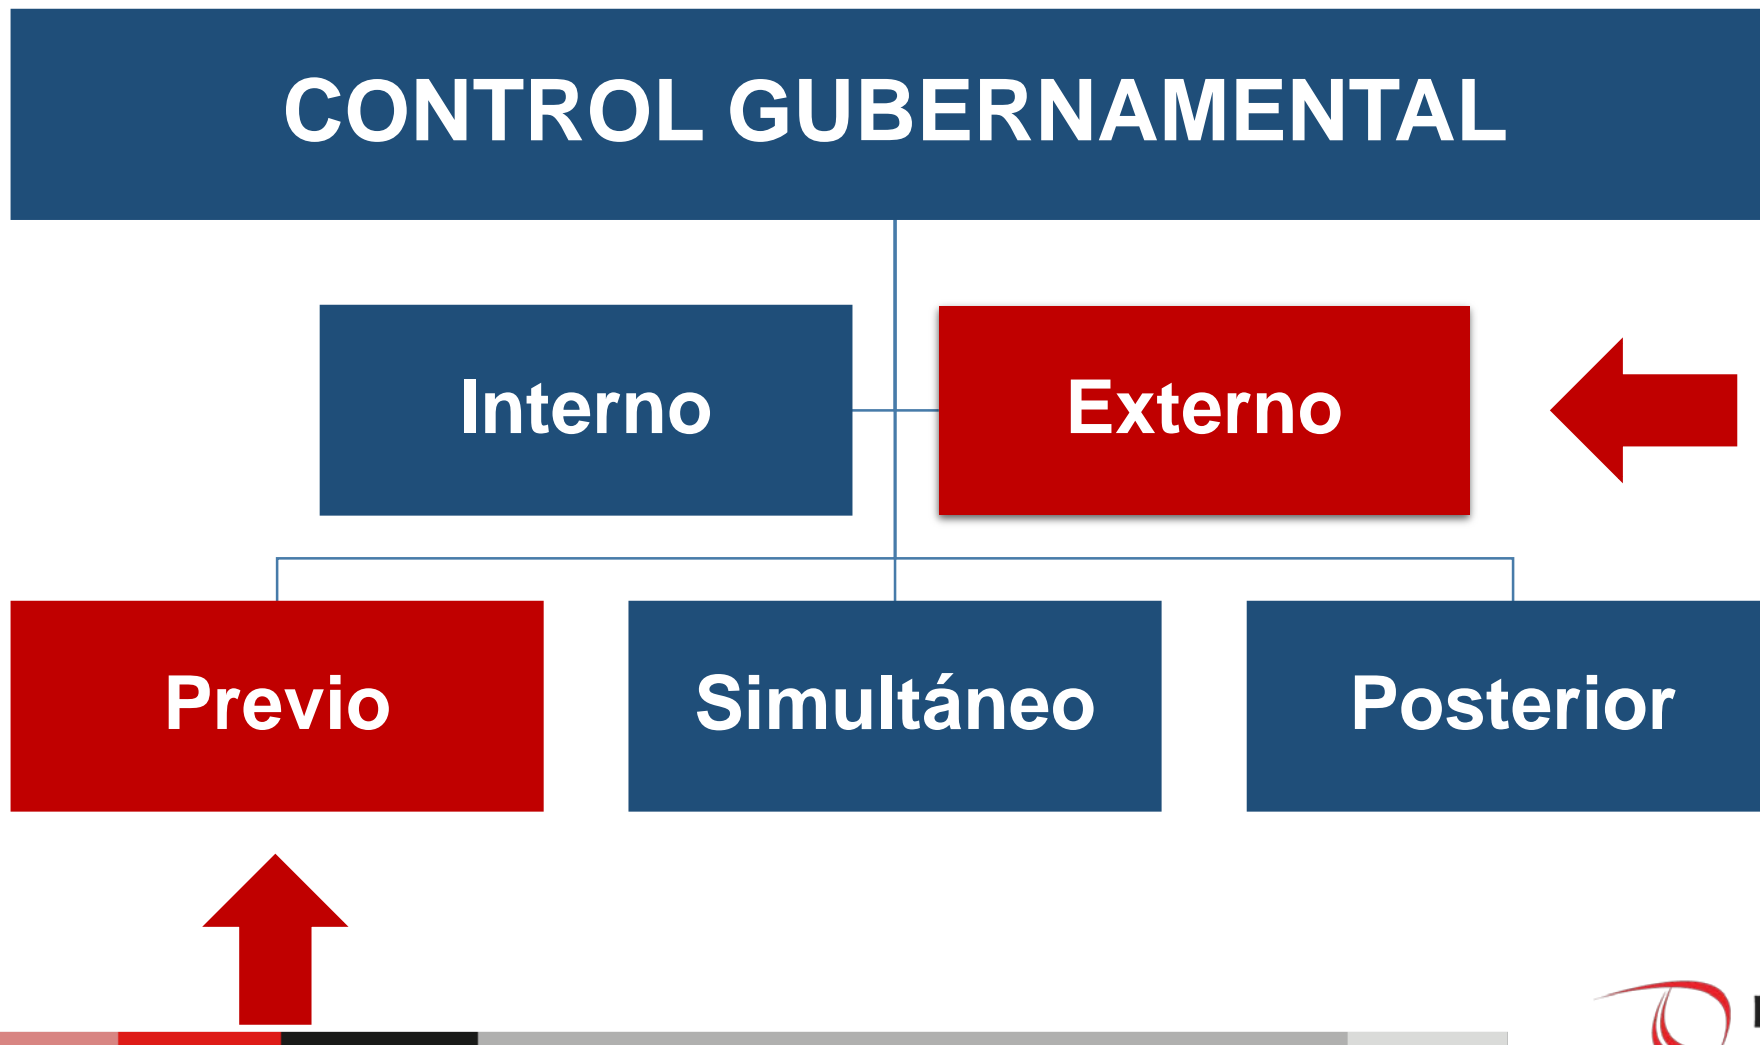 CONTROL GUBERNAMENTAL
Interno
Externo
Previo
Simultáneo
Posterior